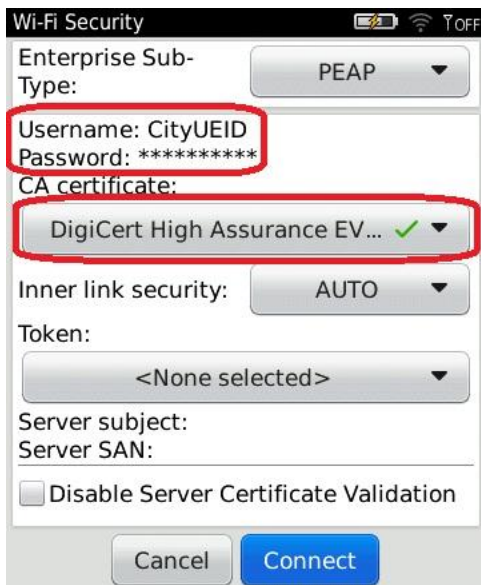 Wi-Fi Security OFF
Enterprise Sub-
Type: PEAP
Username: CityUEID
Password: **********
CA certificate:
DigiCert High Assurance EV...
Inner link security: AUTO
Token:
<None selected>
Server subject:
Server SAN:
Disable Server Certificate Validation
Cancel Connect